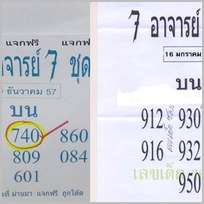 แจกฟรี แจกฟรี
จารย์ 7 ชุด
ธันวาคม 57
บน
740 860
809 084
601
7 อาจารย์
16 มกราคม
บน
912 930
916 932
950